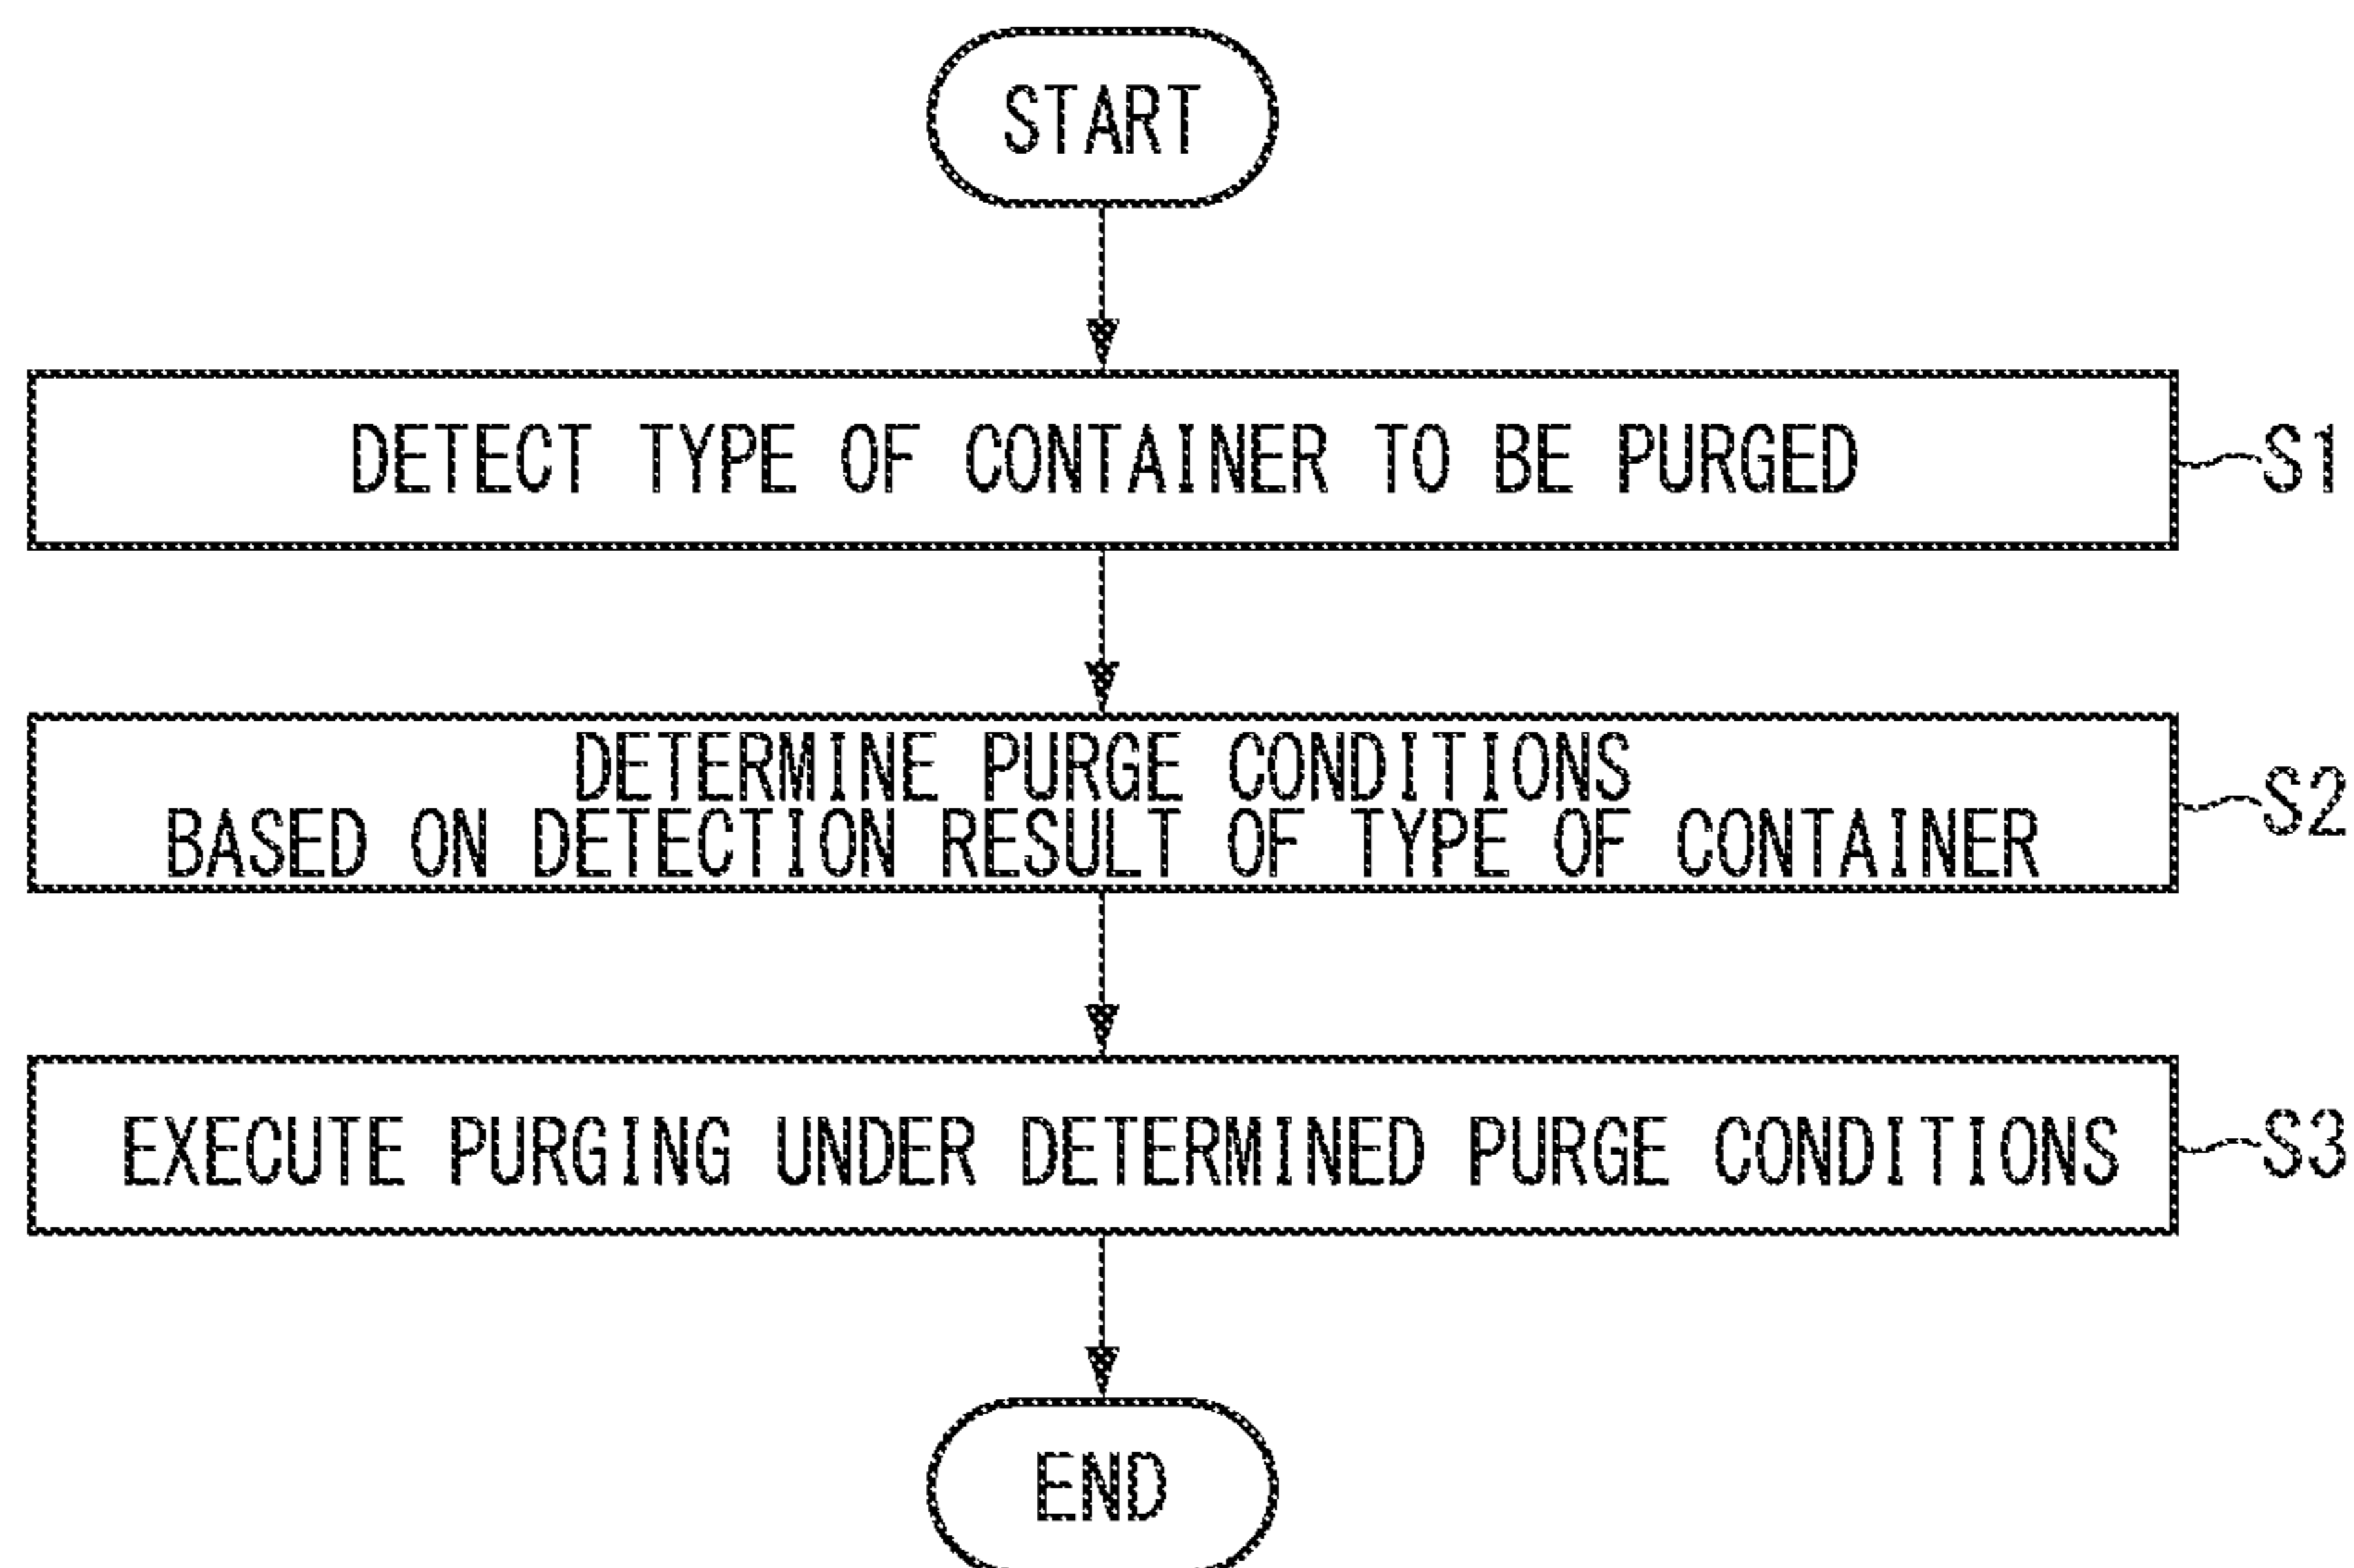 START
DETECT TYPE OF CONTAINER TO BE PURGED
S1
DETERMINE PURGE CONDITIONS
BASED ON DETECTION RESULT OF TYPE OF CONTAINER
S2
EXECUTE PURGING UNDER DETERMINED PURGE CONDITIONS
S3
END